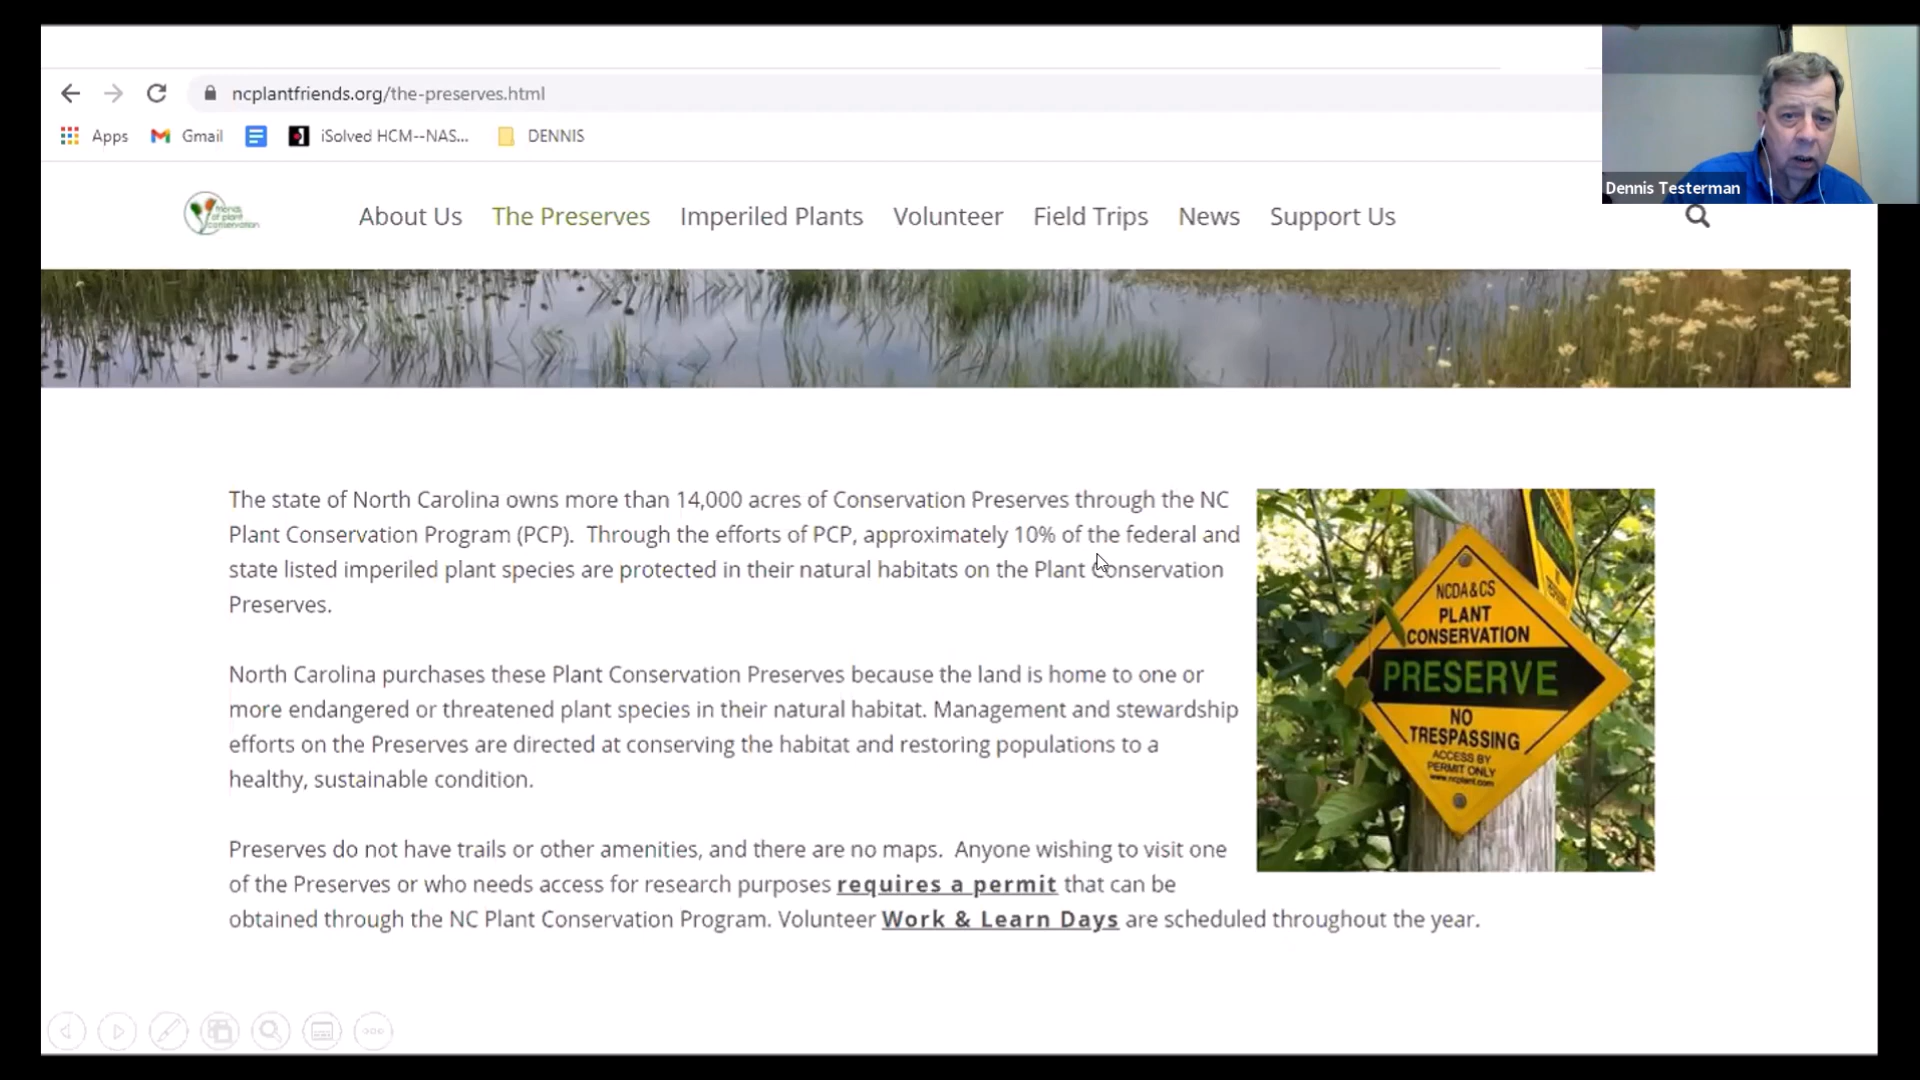 ncplantfriends.org/the-preserves.html
Dennis Testerman
Apps Gmail iSolved HCM--NAS... DENNIS
friends of plant conservation
About Us The Preserves Imperiled Plants Volunteer Field Trips News Support Us
The state of North Carolina owns more than 14,000 acres of Conservation Preserves through the NC
Plant Conservation Program (PCP). Through the efforts of PCP, approximately 10% of the federal and
state listed imperiled plant species are protected in their natural habitats on the Plant Conservation
Preserves.
North Carolina purchases these Plant Conservation Preserves because the land is home to one or
more endangered or threatened plant species in their natural habitat. Management and stewardship
efforts on the Preserves are directed at conserving the habitat and restoring populations to a
healthy, sustainable condition.
Preserves do not have trails or other amenities, and there are no maps. Anyone wishing to visit one
of the Preserves or who needs access for research purposes requires a permit that can be
obtained through the NC Plant Conservation Program. Volunteer Work & Learn Days are scheduled throughout the year.
NCDA&CS
PLANT
CONSERVATION
PRESERVE
NO
TRESPASSING
ACCESS BY
PERMIT ONLY
www.ncplant.com